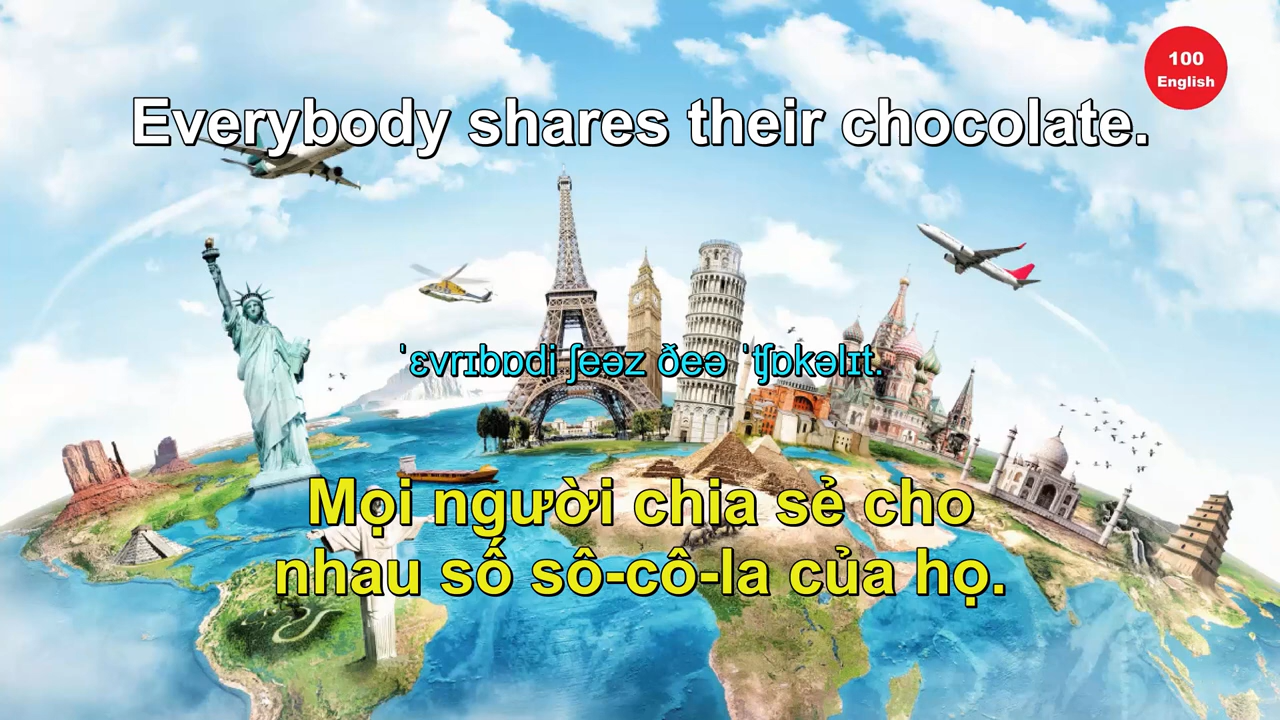 100
English
Everybody shares their chocolate.
ˈɛvrɪbɒdi ʃeəz ðeə ˈʧɒkəlɪt.
Mọi người chia sẻ cho
nhau số sô-cô-la của họ.